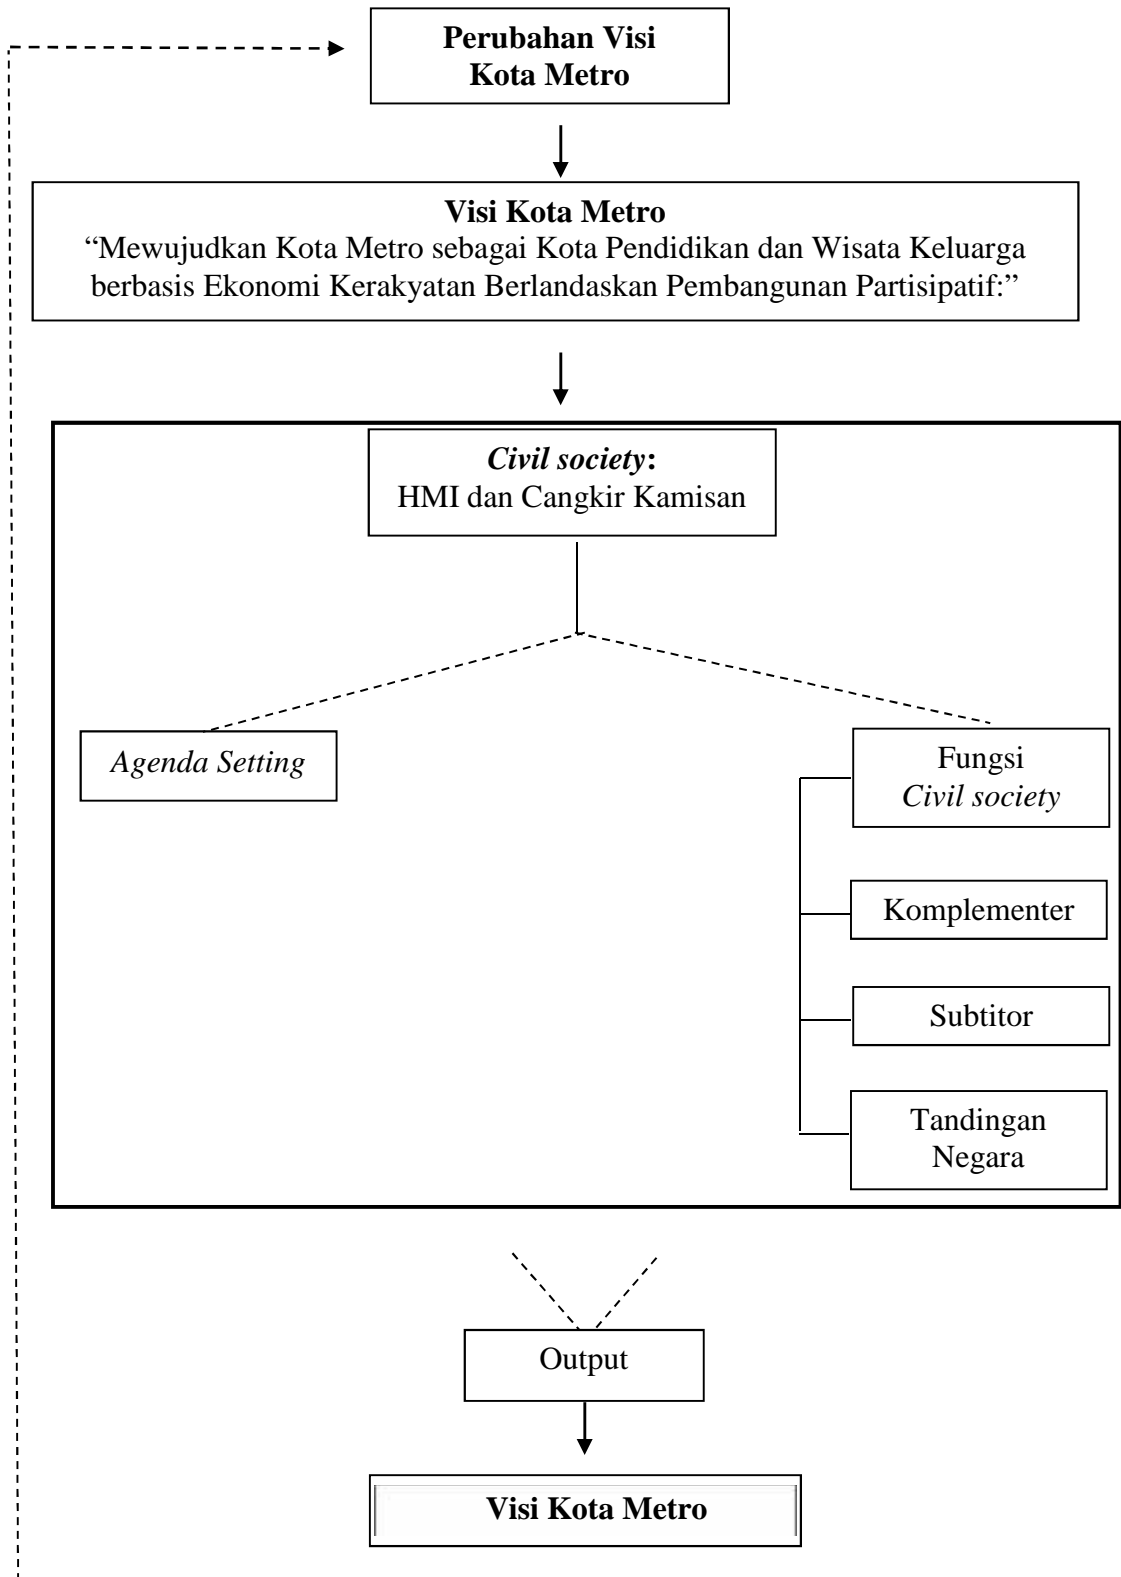 Perubahan Visi
Kota Metro
Visi Kota Metro
“Mewujudkan Kota Metro sebagai Kota Pendidikan dan Wisata Keluarga
berbasis Ekonomi Kerakyatan Berlandaskan Pembangunan Partisipatif:”
Civil society:
HMI dan Cangkir Kamisan
Agenda Setting
Fungsi
Civil society
Komplementer
Subtitor
Tandingan
Negara
Output
Visi Kota Metro